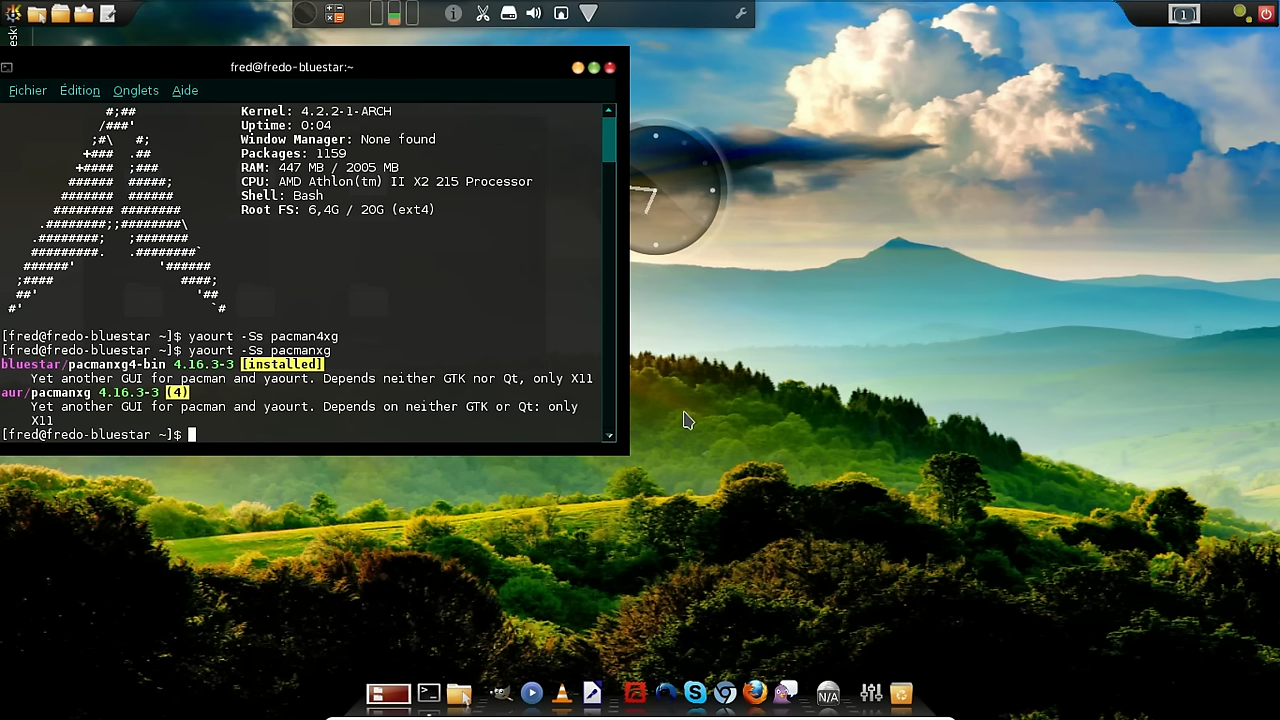 1
fred@fredo-bluestar:~
Fichier Édition Onglets Aide
#;##
/###'
;#\ #;
+### .##
+#### ;###
###### #####;
####### ######
######## ########
.########;;########\
.########; ;#######
#########. .########`
######' '######
;#### ####;
##' '##
#' `#
Kernel: 4.2.2-1-ARCH
Uptime: 0:04
Window Manager: None found
Packages: 1159
RAM: 447 MB / 2005 MB
CPU: AMD Athlon(tm) II X2 215 Processor
Shell: Bash
Root FS: 6,4G / 20G (ext4)
[fred@fredo-bluestar ~]$ yaourt -Ss pacman4xg
[fred@fredo-bluestar ~]$ yaourt -Ss pacmanxg
bluestar/pacmanxg4-bin 4.16.3-3 [installed]
Yet another GUI for pacman and yaourt. Depends neither GTK nor Qt, only X11
aur/pacmanxg 4.16.3-3 (4)
Yet another GUI for pacman and yaourt. Depends on neither GTK or Qt: only
X11
[fred@fredo-bluestar ~]$
N/A